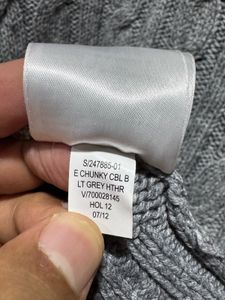 S/247885-01
E CHUNKY CBL B
LT GREY HTHR
V/700028145
HOL 12
07/12